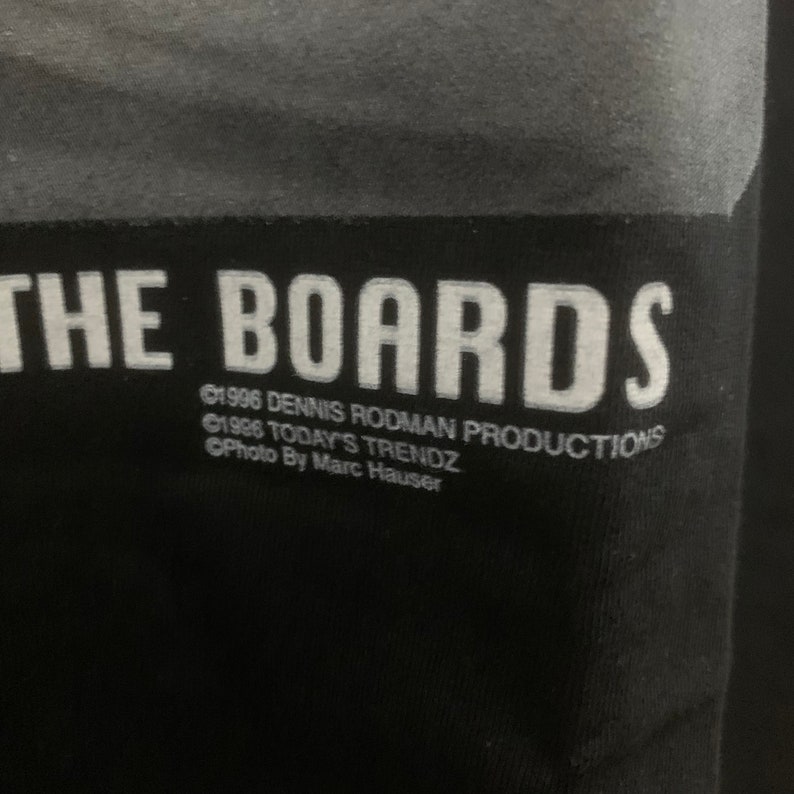 THE BOARDS
©1996 DENNIS RODMAN PRODUCTIONS
©1996 TODAY'S TRENDZ
©Photo By Marc Hauser